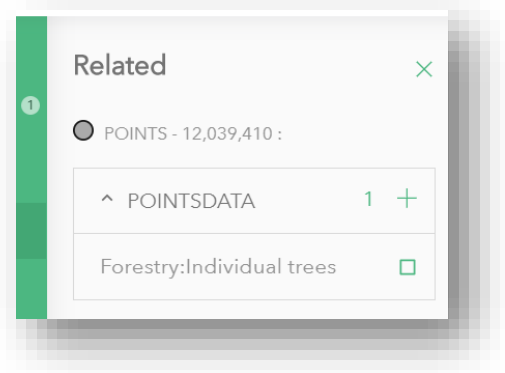 Related
1
POINTS - 12,039,410 :
POINTSDATA 1
Forestry:Individual trees